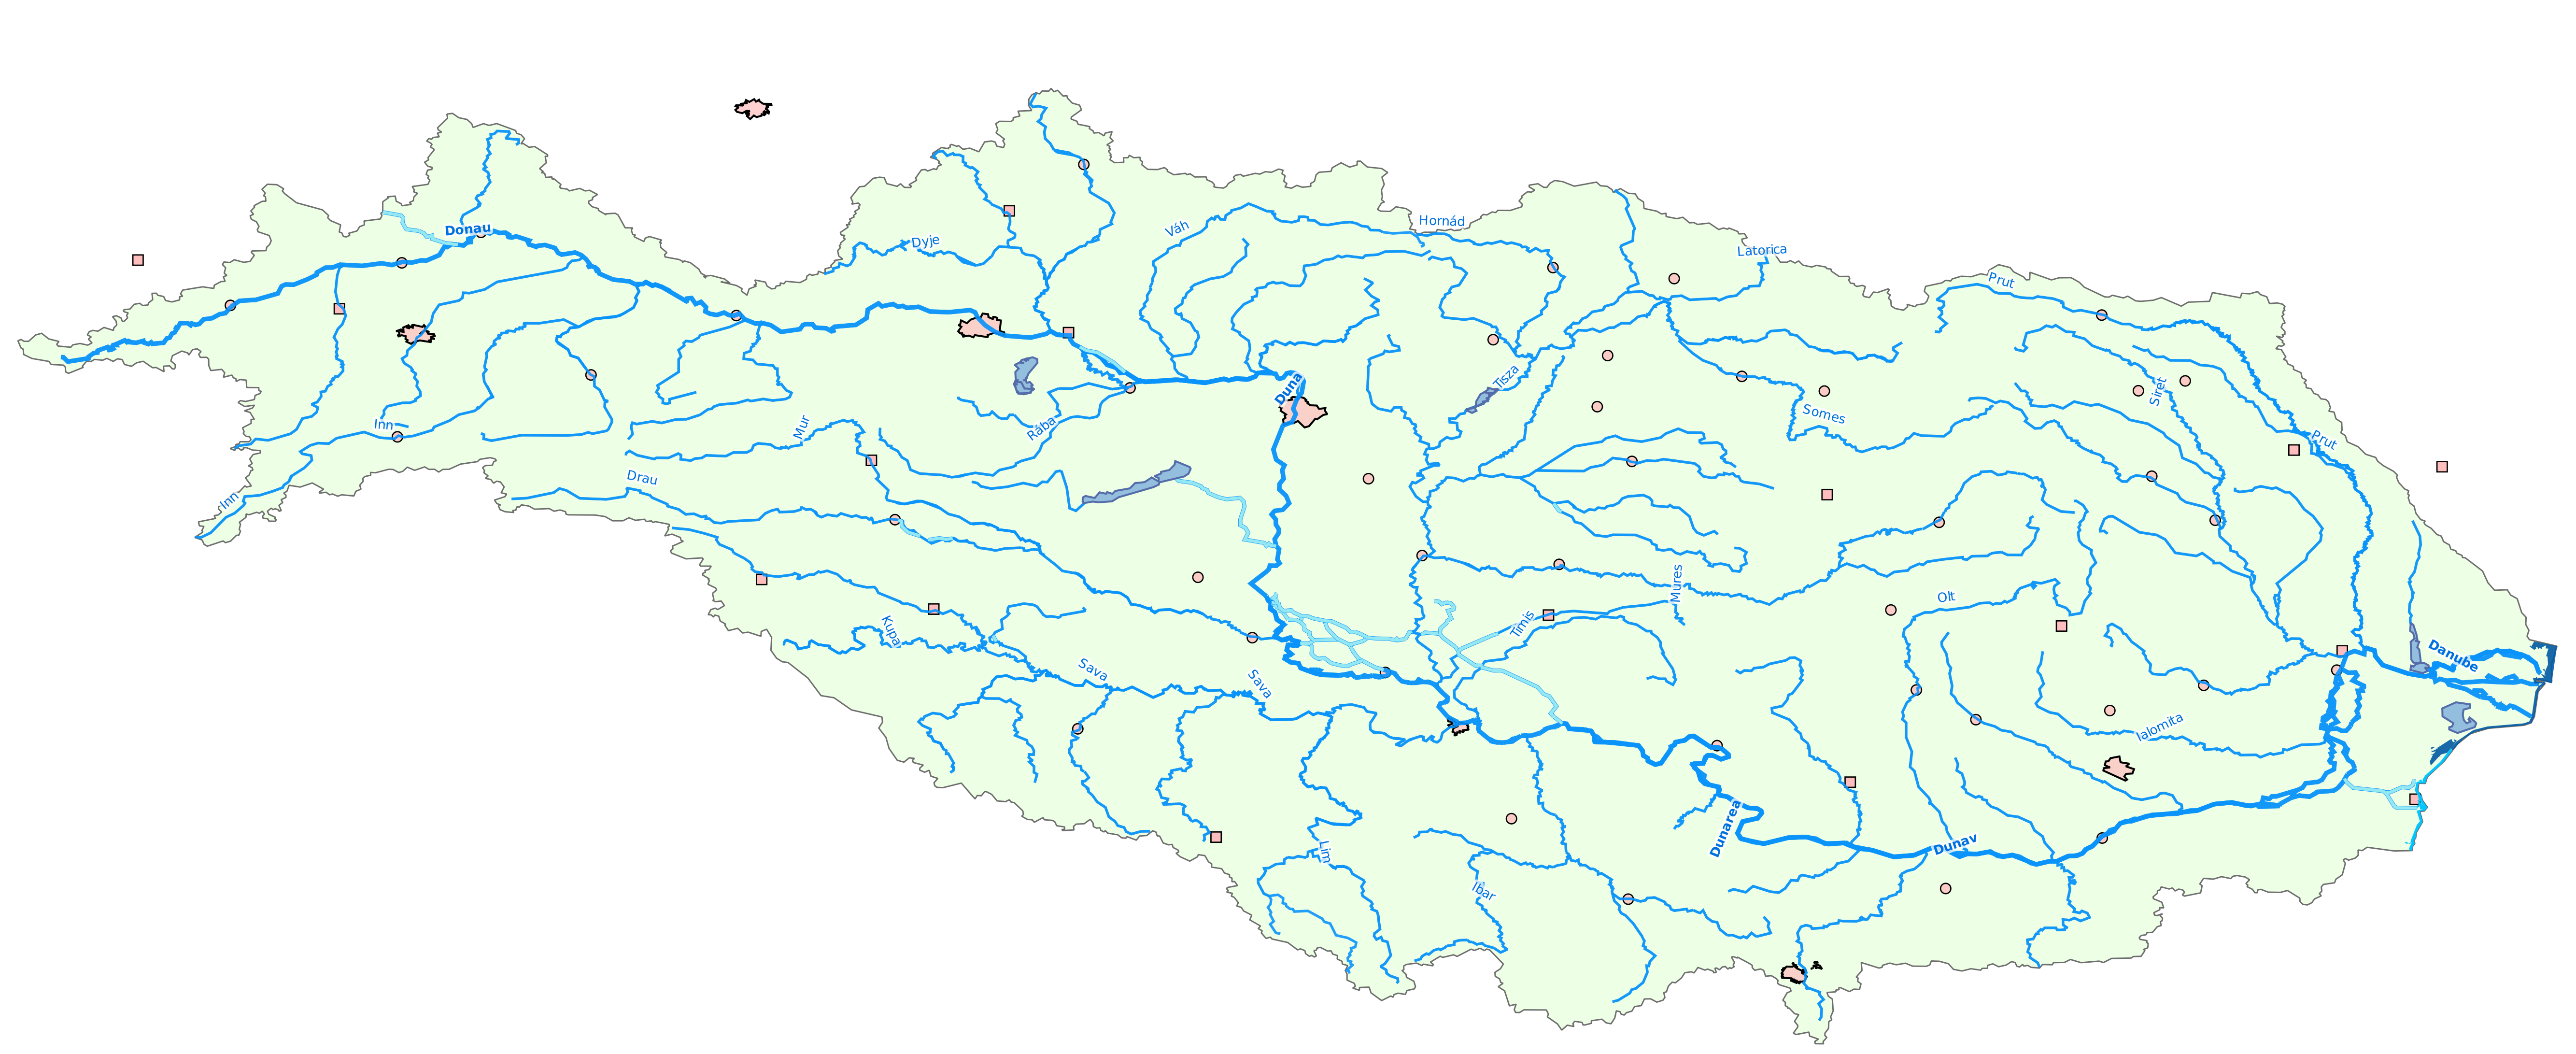 Hornád
Váh
Donau
Dyje
Latorica
Prut
Tisza
Duna
Siret
Somes
Inn
Mur
Rába
Prut
Drau
Inn
Mures
Olt
Timis
Kupa
Danube
Sava
Sava
Ialomita
Dunarea
Dunav
Lim
Ibar